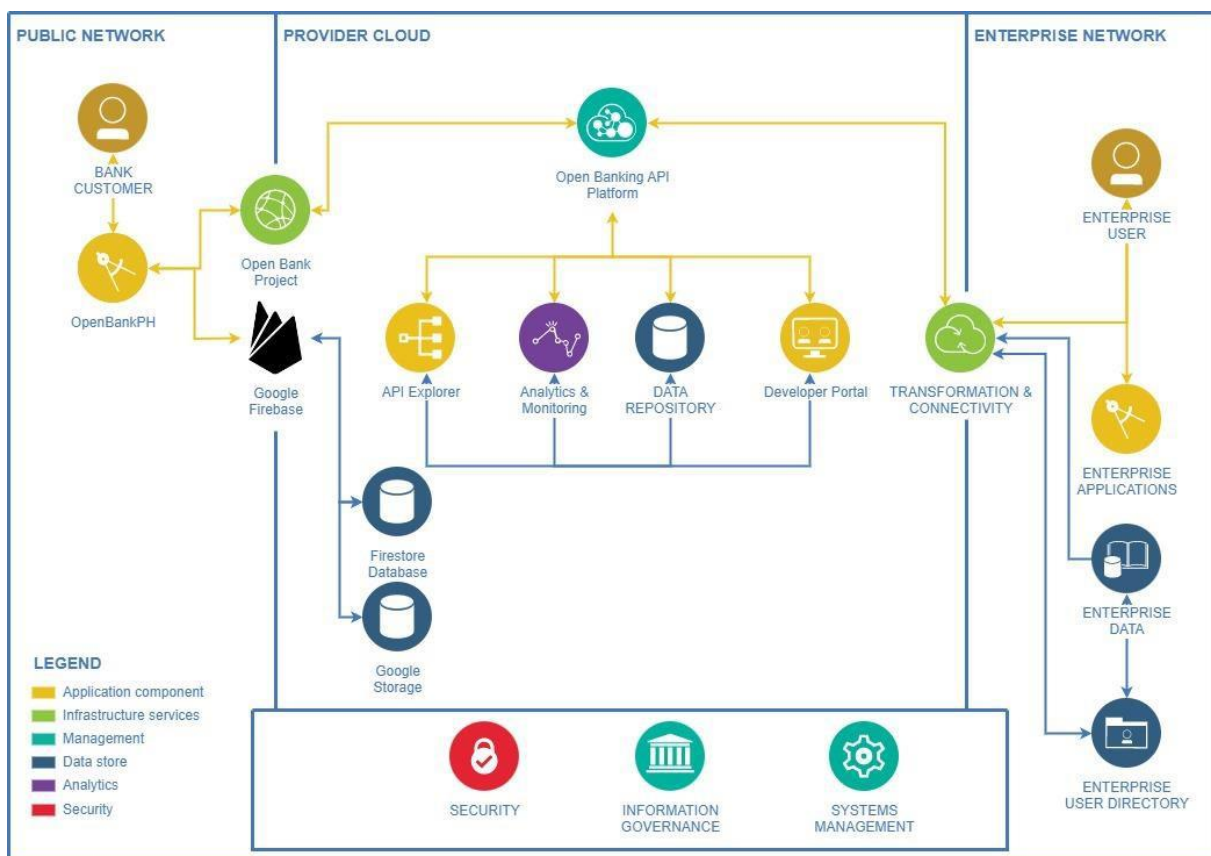 PUBLIC NETWORK
PROVIDER CLOUD
ENTERPRISE NETWORK
BANK
CUSTOMER
OpenBankPH
Open Bank
Project
Google
Firebase
Open Banking API
Platform
API Explorer
Analytics &
Monitoring
DATA
REPOSITORY
Developer Portal
TRANSFORMATION &
CONNECTIVITY
ENTERPRISE
USER
ENTERPRISE
APPLICATIONS
ENTERPRISE
DATA
ENTERPRISE
USER DIRECTORY
Firestore
Database
Google
Storage
LEGEND
Application component
Infrastructure services
Management
Data store
Analytics
Security
SECURITY
INFORMATION
GOVERNANCE
SYSTEMS
MANAGEMENT